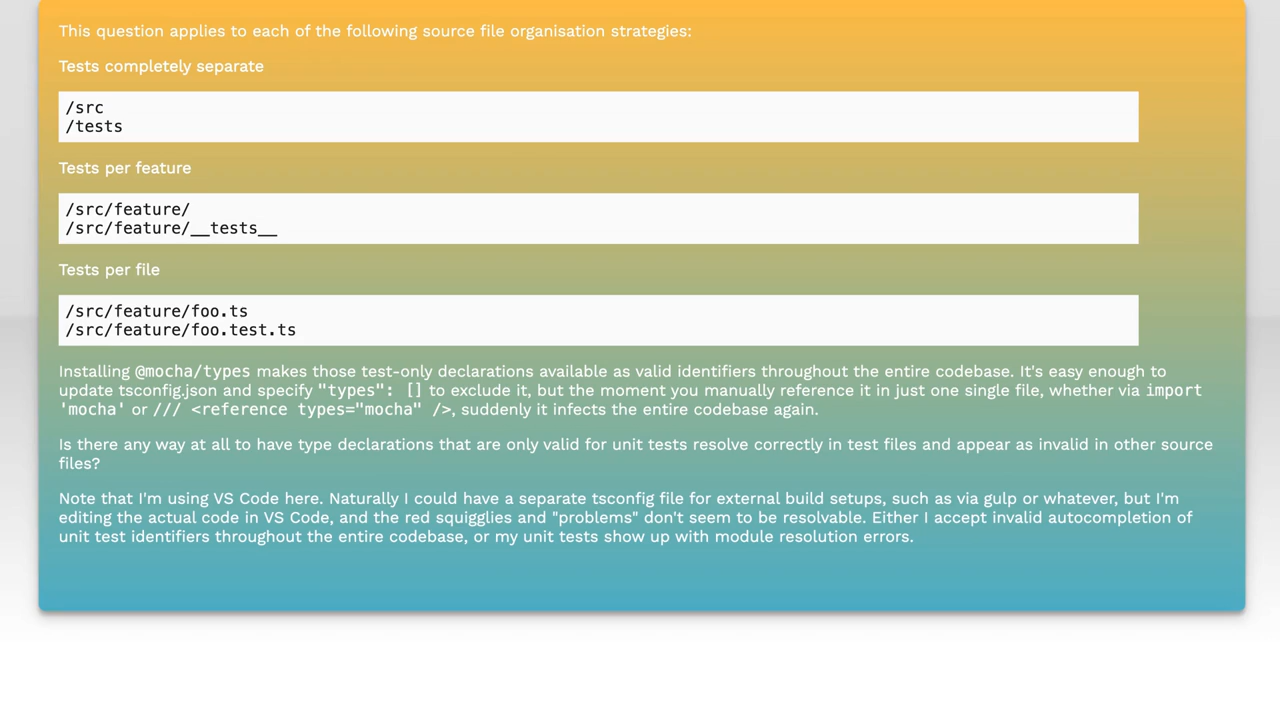 This question applies to each of the following source file organisation strategies:
Tests completely separate
/src
/tests
Tests per feature
/src/feature/
/src/feature/__tests__
Tests per file
/src/feature/foo.ts
/src/feature/foo.test.ts
Installing @mocha/types makes those test-only declarations available as valid identifiers throughout the entire codebase. It's easy enough to
update tsconfig.json and specify "types": [] to exclude it, but the moment you manually reference it in just one single file, whether via import
'mocha' or /// <reference types="mocha" />, suddenly it infects the entire codebase again.
Is there any way at all to have type declarations that are only valid for unit tests resolve correctly in test files and appear as invalid in other source
files?
Note that I'm using VS Code here. Naturally I could have a separate tsconfig file for external build setups, such as via gulp or whatever, but I'm
editing the actual code in VS Code, and the red squigglies and "problems" don't seem to be resolvable. Either I accept invalid autocompletion of
unit test identifiers throughout the entire codebase, or my unit tests show up with module resolution errors.